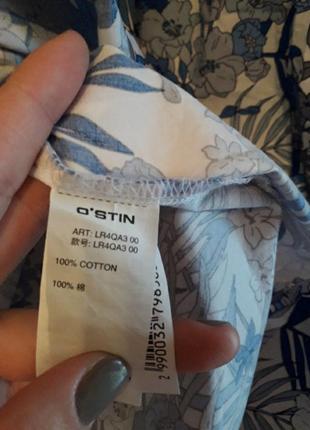 O'STIN
ART: LR4QA3 00
款号: LR4QA3 00
100% COTTON
100% 棉